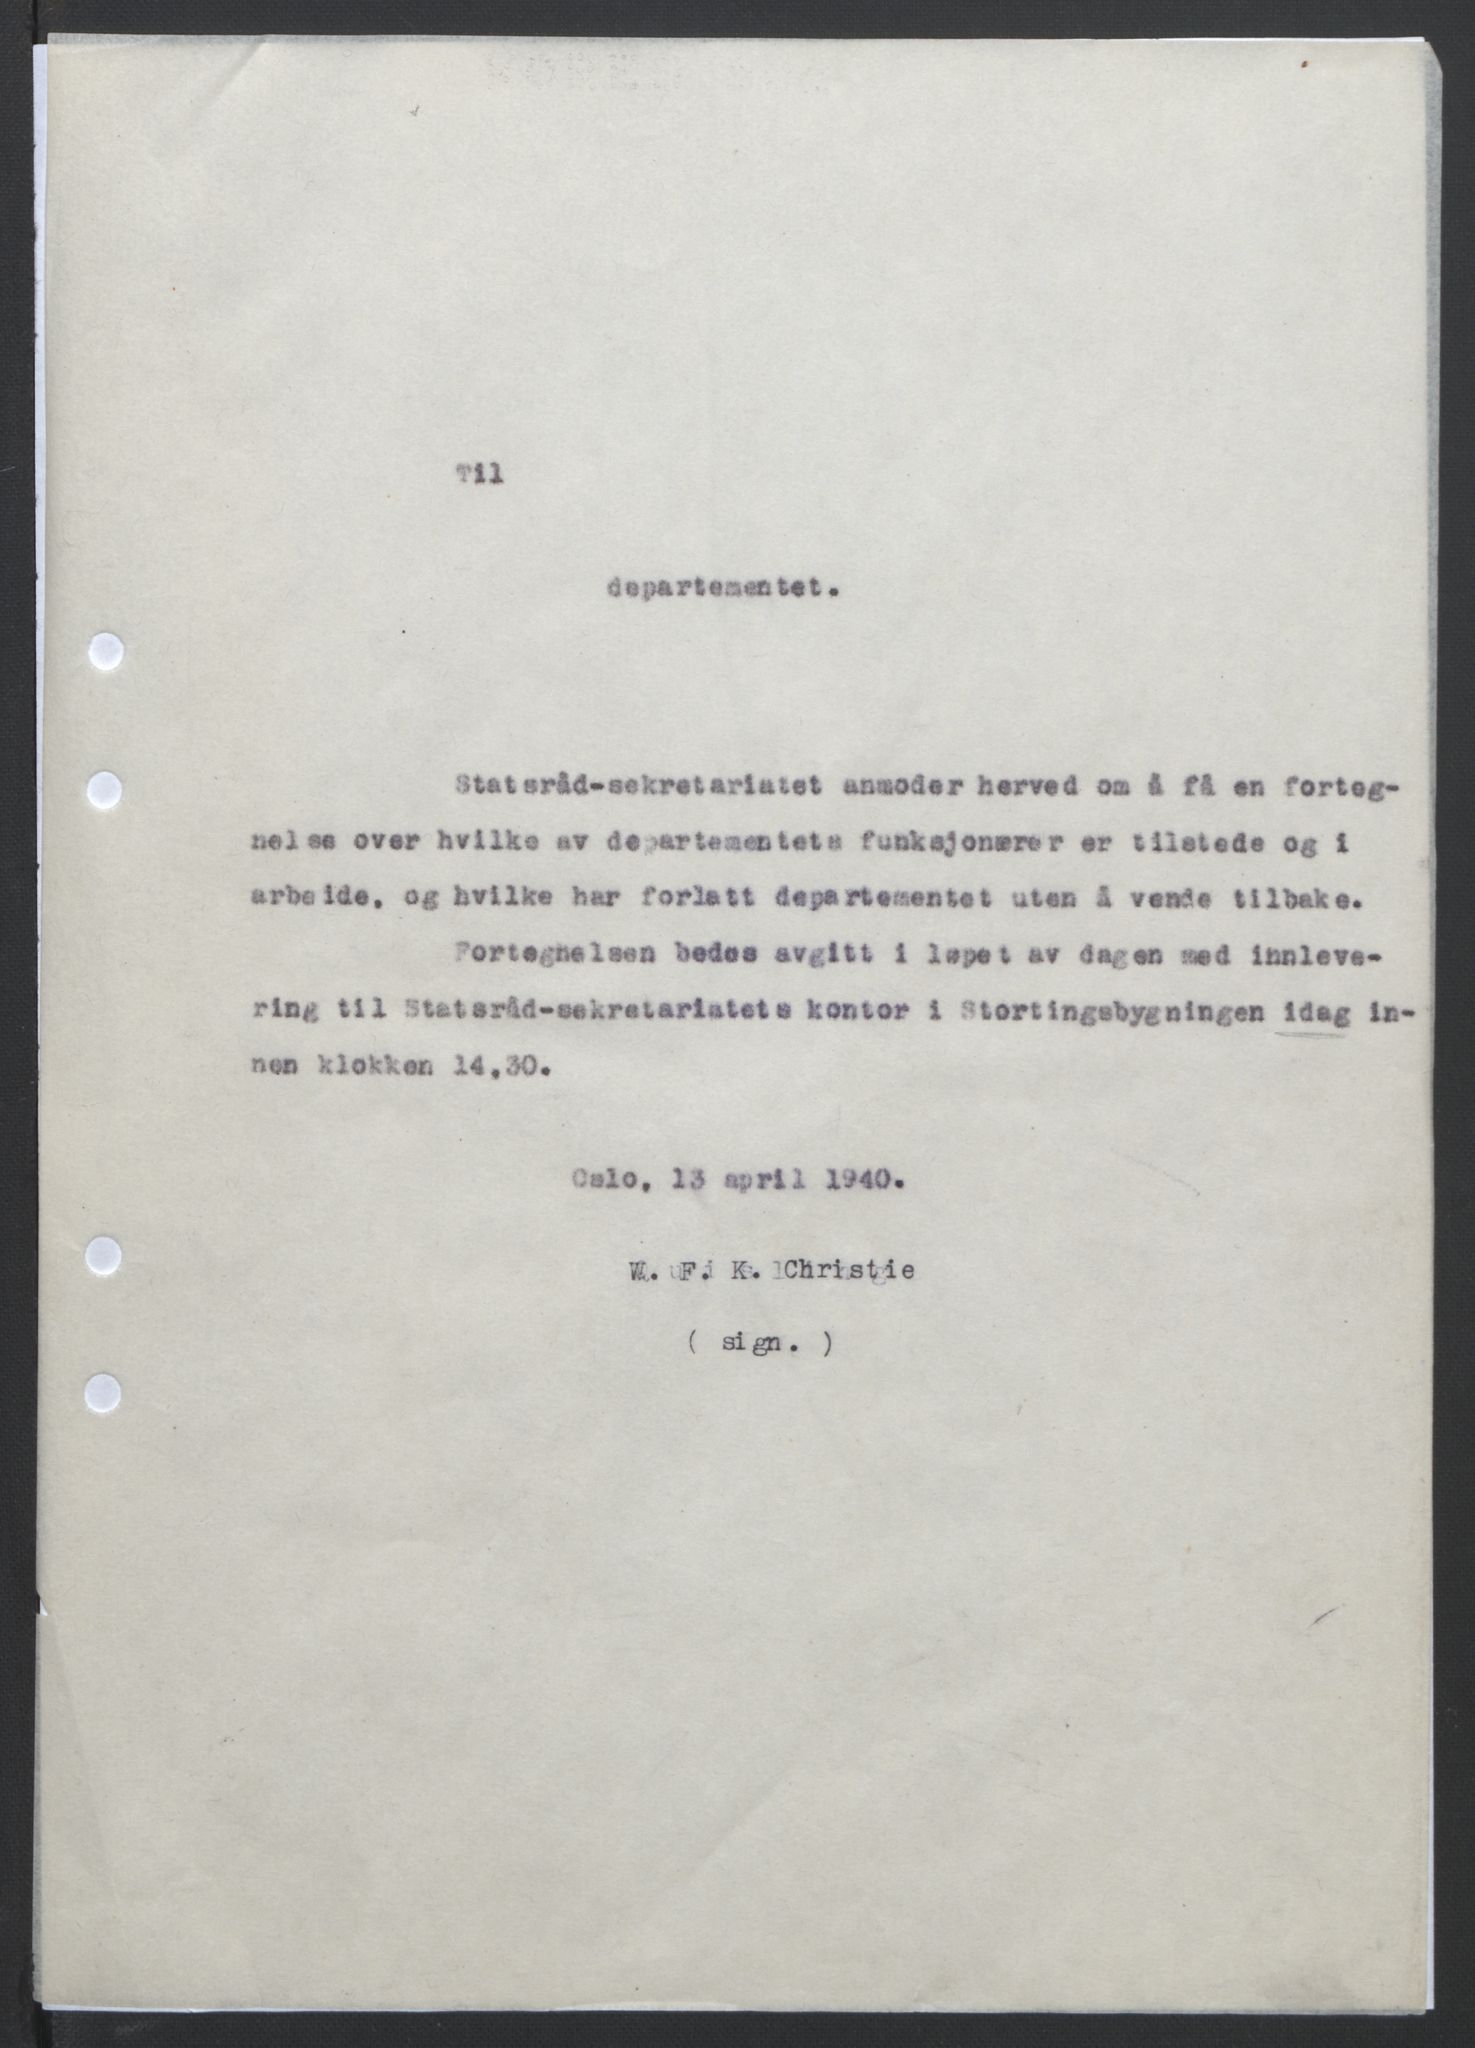 Til
departementet.
Statsråd-sekretariatet anmoder herved om å få en forteg-
nelse over hvilke av departementets funksjonærer er tilstede og i
arbeide, og hvilke har forlatt departementet uten å vende tilbake.
Fortegnelsen bedes avgitt i løpet av dagen med innleve-
ring til Statsråd-sekretariatets kontor i Stortingsbygningen idag in-
nen klokken 14.30.
Oslo, 13 april 1940.
W. F. K. Christie
( sign. )